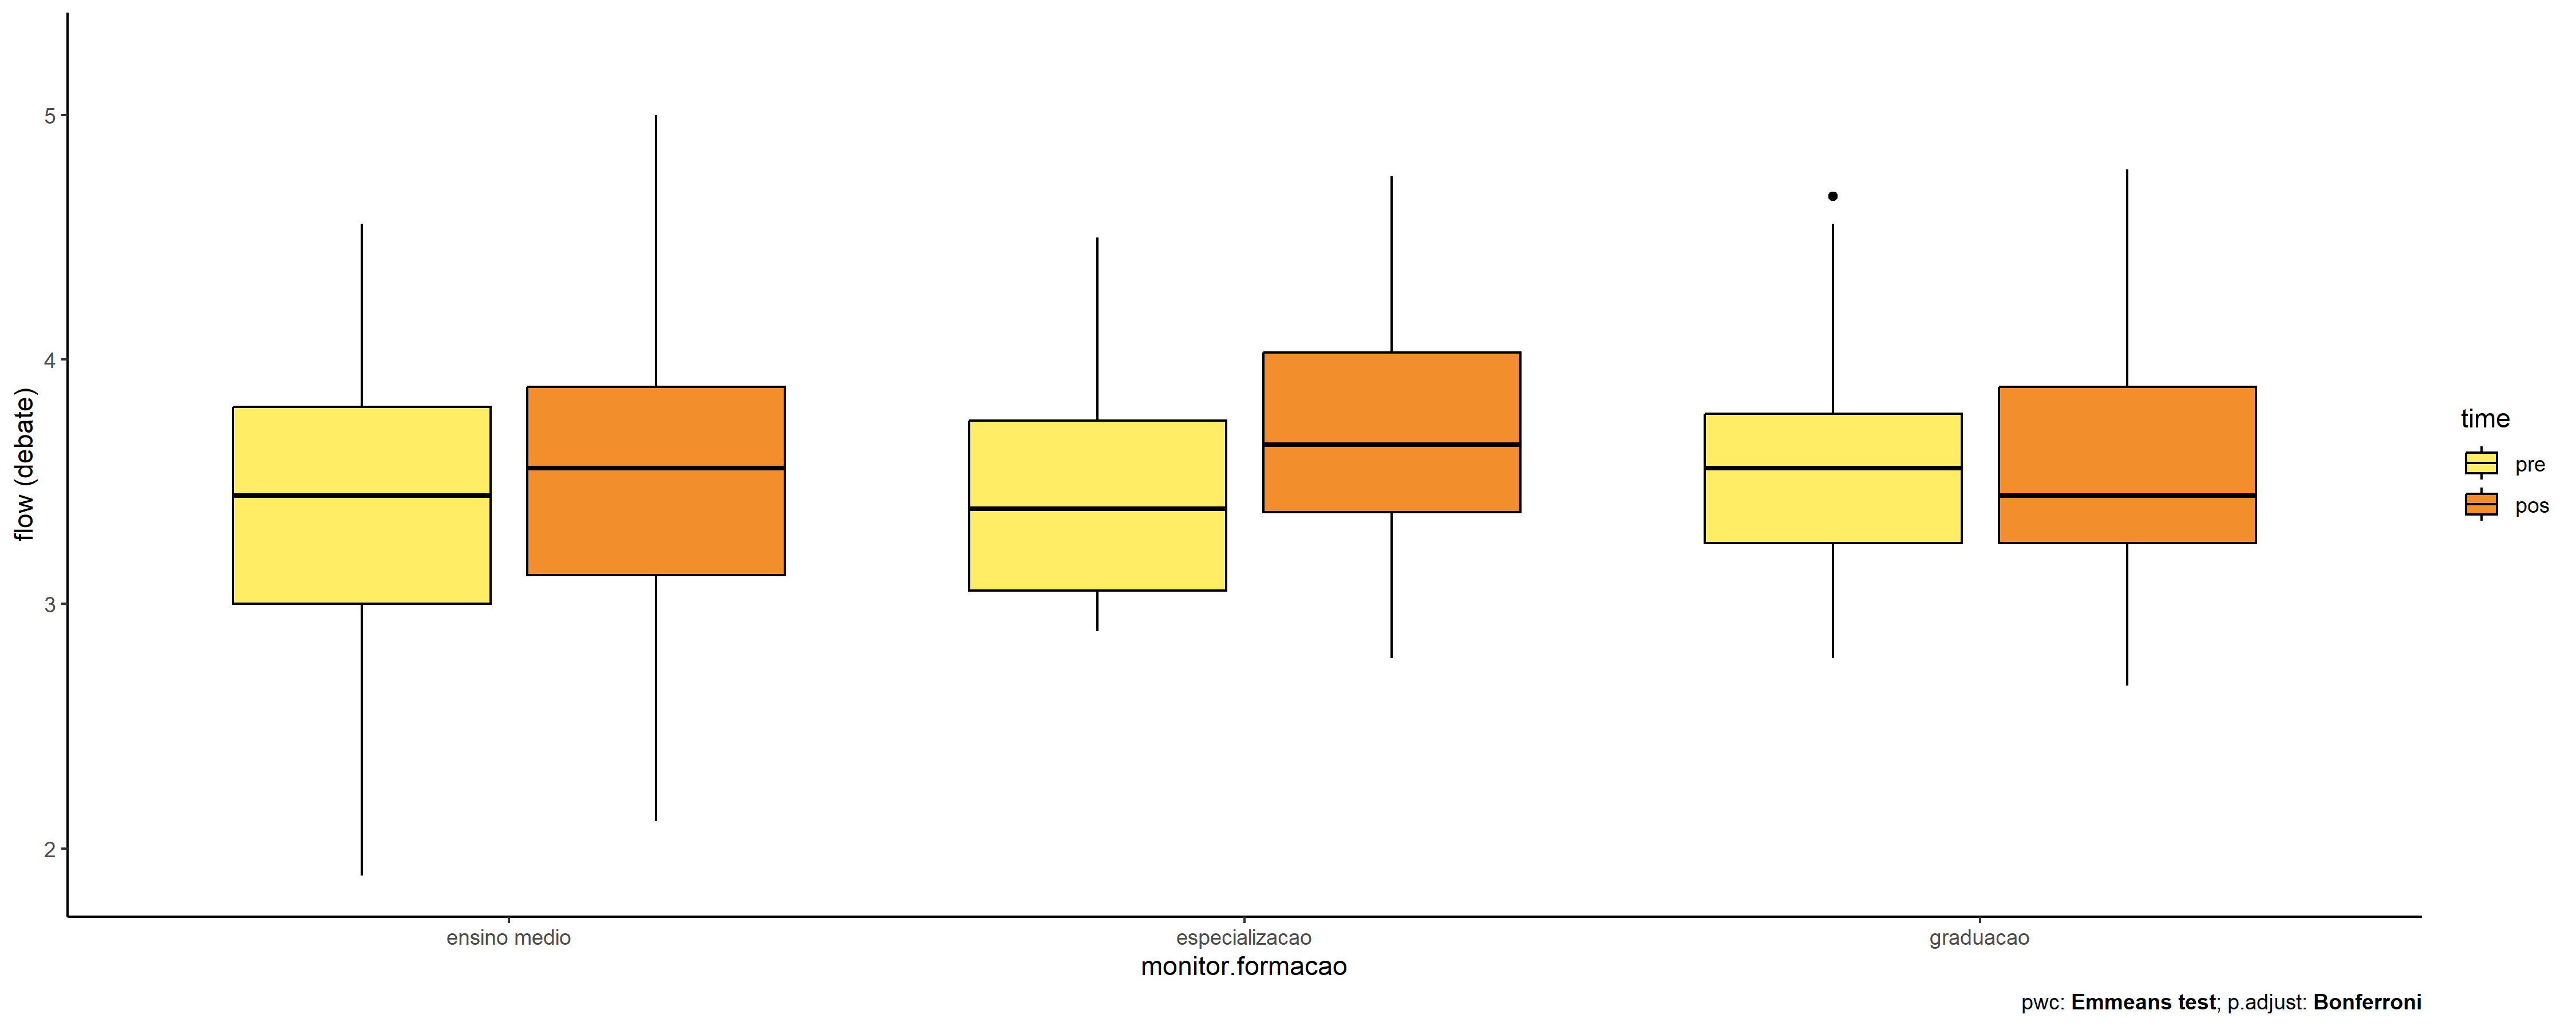 flow (debate)
5
4
3
2
ensino medio
especializacao
graduacao
monitor.formacao
time
pre
pos
pwc: Emmeans test; p.adjust: Bonferroni